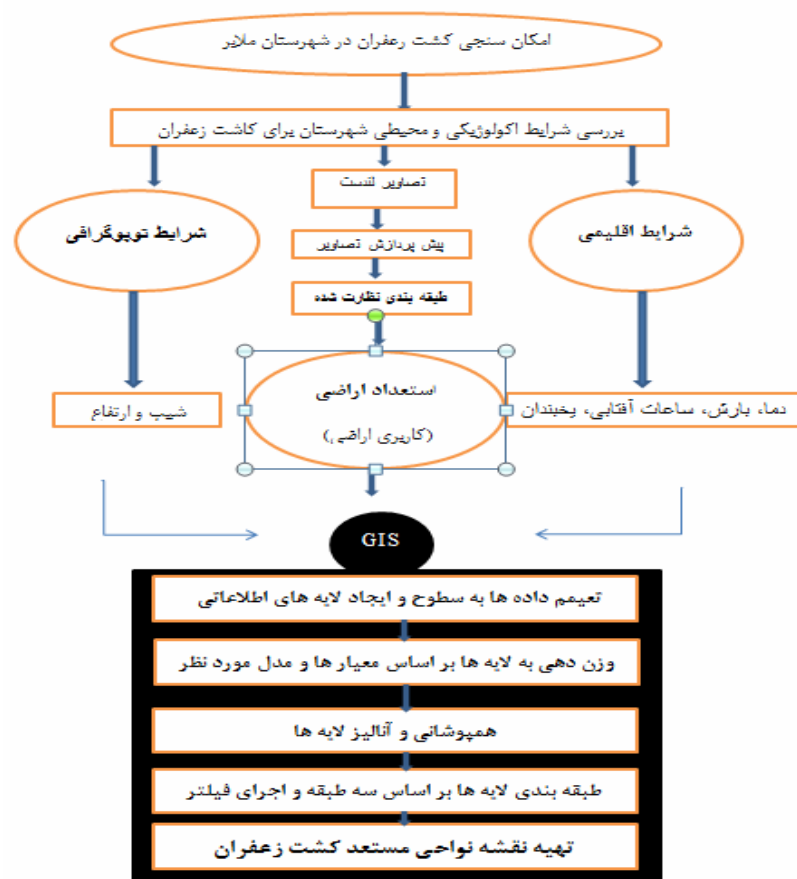 امکان سنجی کشت رعفران در شهرستان ملایر
بررسی شرایط اکولوژیکی و محیطی شهرستان برای کاشت زعفران
تصاویر لندست
شرایط توپوگرافی
شرایط اقلیمی
پیش پردازش تصاویر
طبقه بندی نظارت شده
استعداد اراضی
(کاربری اراضی)
شیب و ارتفاع
دما، بارش، ساعات آفتابی، یخبندان
GIS
تعیمم داده ها به سطوح و ایجاد لایه های اطلاعاتی
وزن دهی به لایه ها بر اساس معیار ها و مدل مورد نظر
همپوشانی و آنالیز لایه ها
طبقه بندی لایه ها بر اساس سه طبقه و اجرای فیلتر
تهیه نقشه نواحی مستعد کشت زعفران